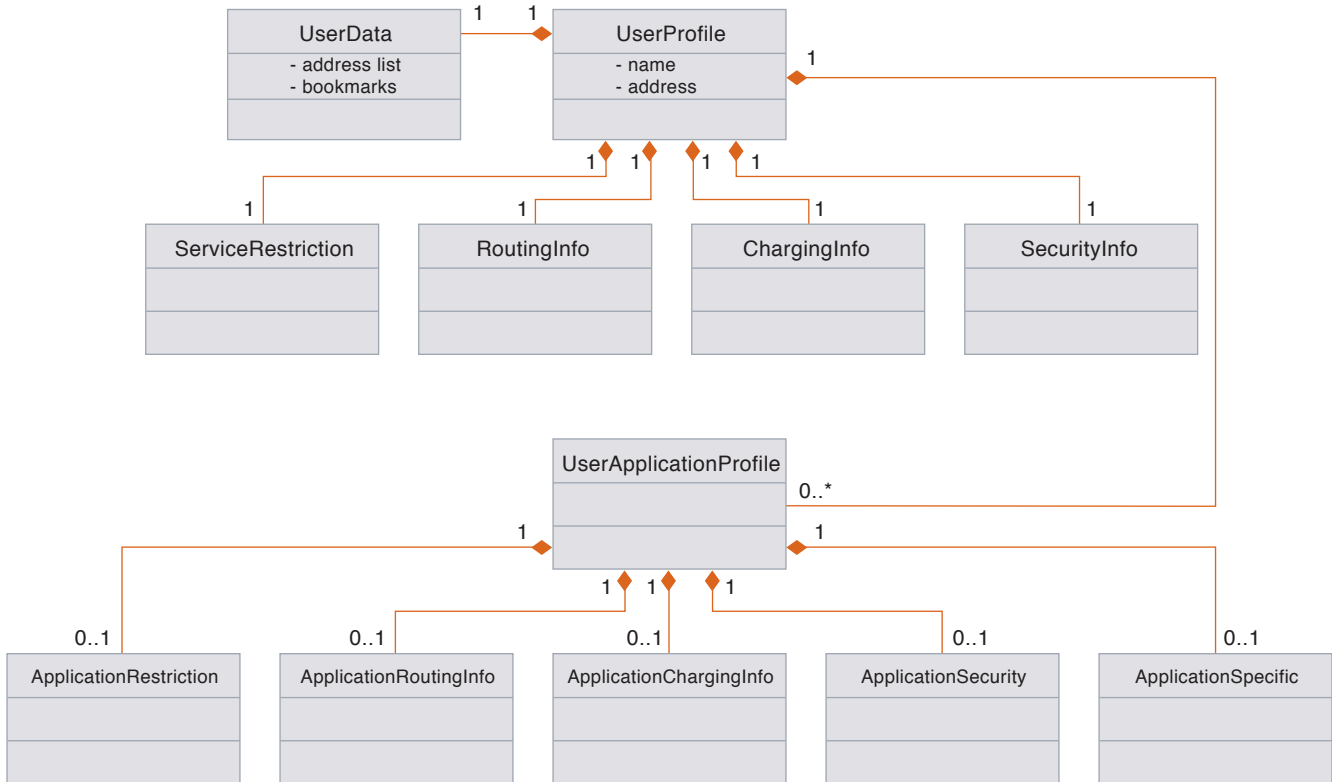 UserData
- address list
- bookmarks
1
1
UserProfile
- name
- address
1
1
1
1
1
1
1
1
1
ServiceRestriction
RoutingInfo
ChargingInfo
SecurityInfo
UserApplicationProfile
0..*
1
1
1
1
1
0..1
0..1
0..1
0..1
0..1
ApplicationRestriction
ApplicationRoutingInfo
ApplicationChargingInfo
ApplicationSecurity
ApplicationSpecific